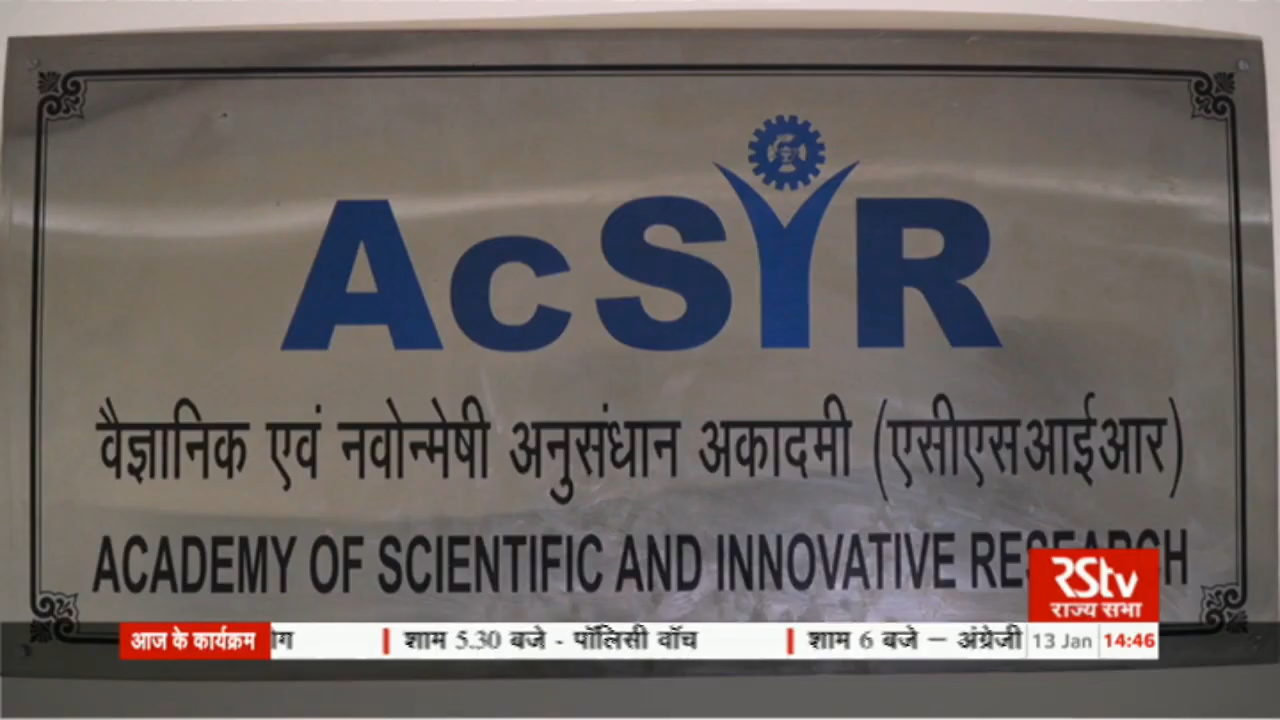 AcSIR
वैज्ञानिक एवं नवोन्मेषी अनुसंधान अकादमी (एसीएसआईआर)
ACADEMY OF SCIENTIFIC AND INNOVATIVE RESEARCH
RStv
राज्य सभा
आज के कार्यक्रम शाम 5.30 बजे - पॉलिसी वॉच शाम 6 बजे – अंग्रेजी 13 Jan 14:46